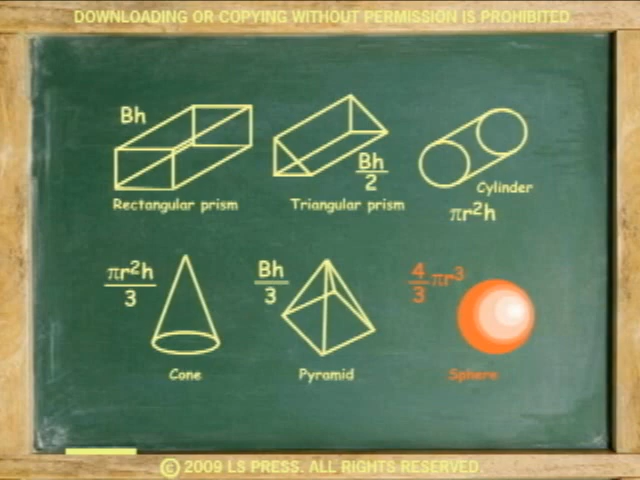 DOWNLOADING OR COPYING WITHOUT PERMISSION IS PROHIBITED.
Bh
Rectangular prism
Bh
2
Triangular prism
Cylinder
πr²h
πr²h
3
Cone
Bh
3
Pyramid
4
3
πr³
Sphere
© 2009 LS PRESS. ALL RIGHTS RESERVED.